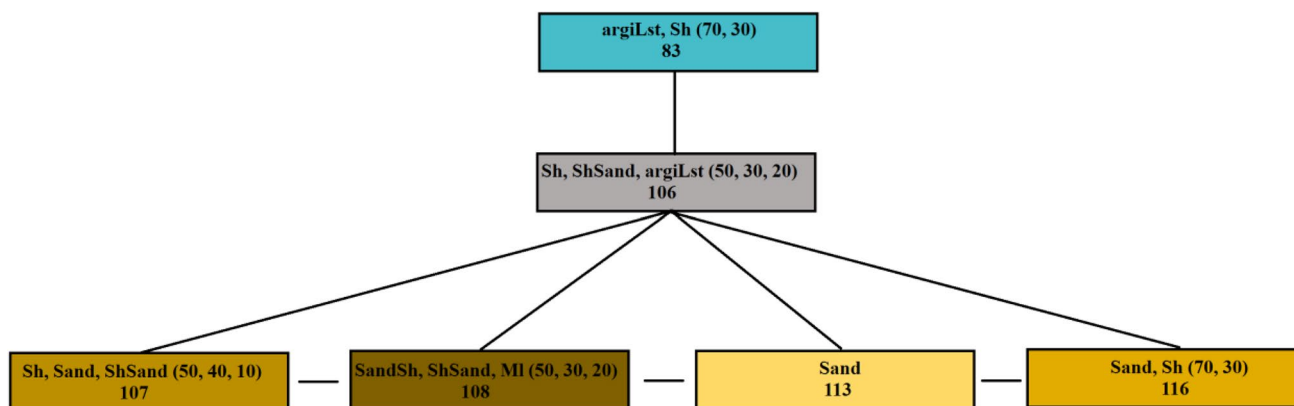 argiLst, Sh (70, 30)
83
Sh, ShSand, argiLst (50, 30, 20)
106
Sh, Sand, ShSand (50, 40, 10)
107
SandSh, ShSand, Ml (50, 30, 20)
108
Sand
113
Sand, Sh (70, 30)
116